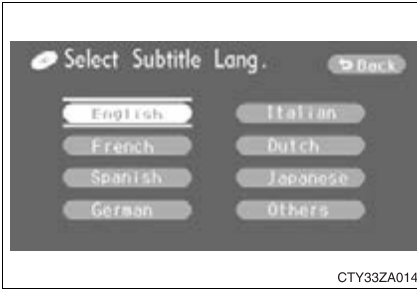 Select Subtitle Lang.
Back
English
Italian
French
Dutch
Spanish
Japanese
German
Others
CTY33ZA014